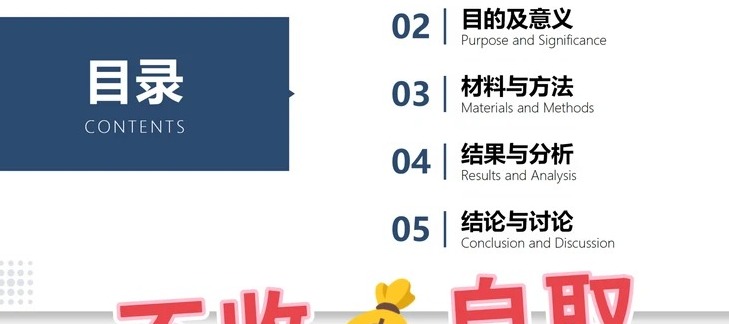 目录
CONTENTS
02 目的及意义
Purpose and Significance
03 材料与方法
Materials and Methods
04 结果与分析
Results and Analysis
05 结论与讨论
Conclusion and Discussion
自取